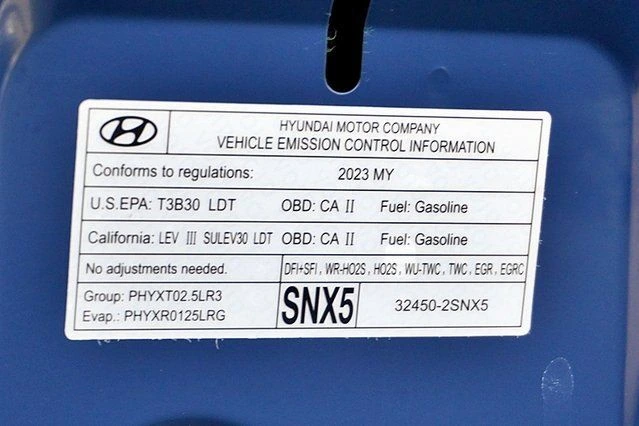 HYUNDAI MOTOR COMPANY
VEHICLE EMISSION CONTROL INFORMATION
Conforms to regulations: 2023 MY
U.S.EPA: T3B30 LDT OBD: CA II Fuel: Gasoline
California: LEV III SULEV30 LDT OBD: CA II Fuel: Gasoline
No adjustments needed. DFI+SFI, WR-HO2S, HO2S, WU-TWC, TWC, EGR, EGRC
Group: PHYXT02.5LR3
Evap.: PHYXR0125LRG
SNX5
32450-2SNX5